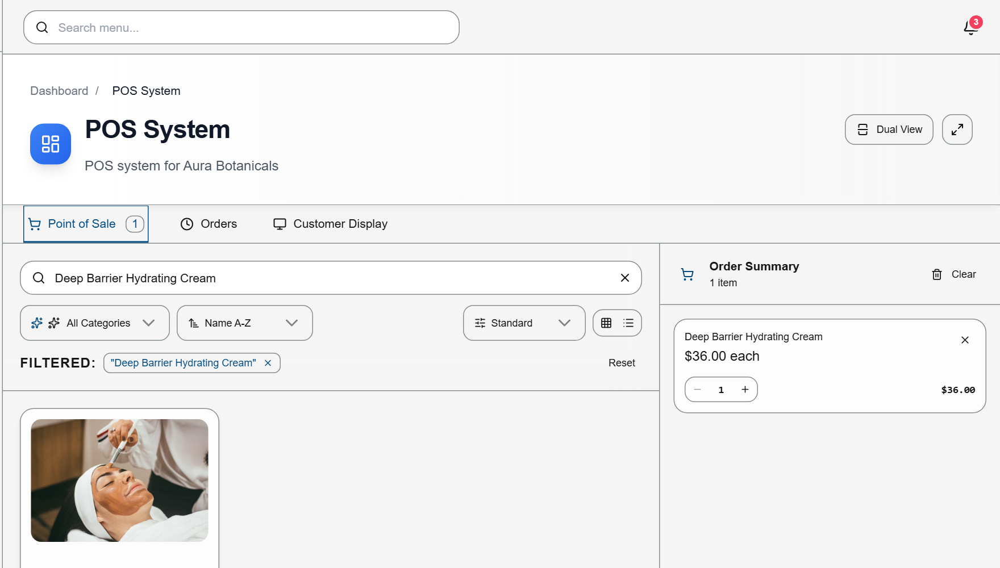 Search menu...
3
Dashboard / POS System
POS System
POS system for Aura Botanicals
Dual View
Point of Sale 1
Orders
Customer Display
Deep Barrier Hydrating Cream
All Categories
Name A-Z
Standard
FILTERED: "Deep Barrier Hydrating Cream"
Reset
Order Summary
1 item
Clear
Deep Barrier Hydrating Cream
$36.00 each
1
$36.00